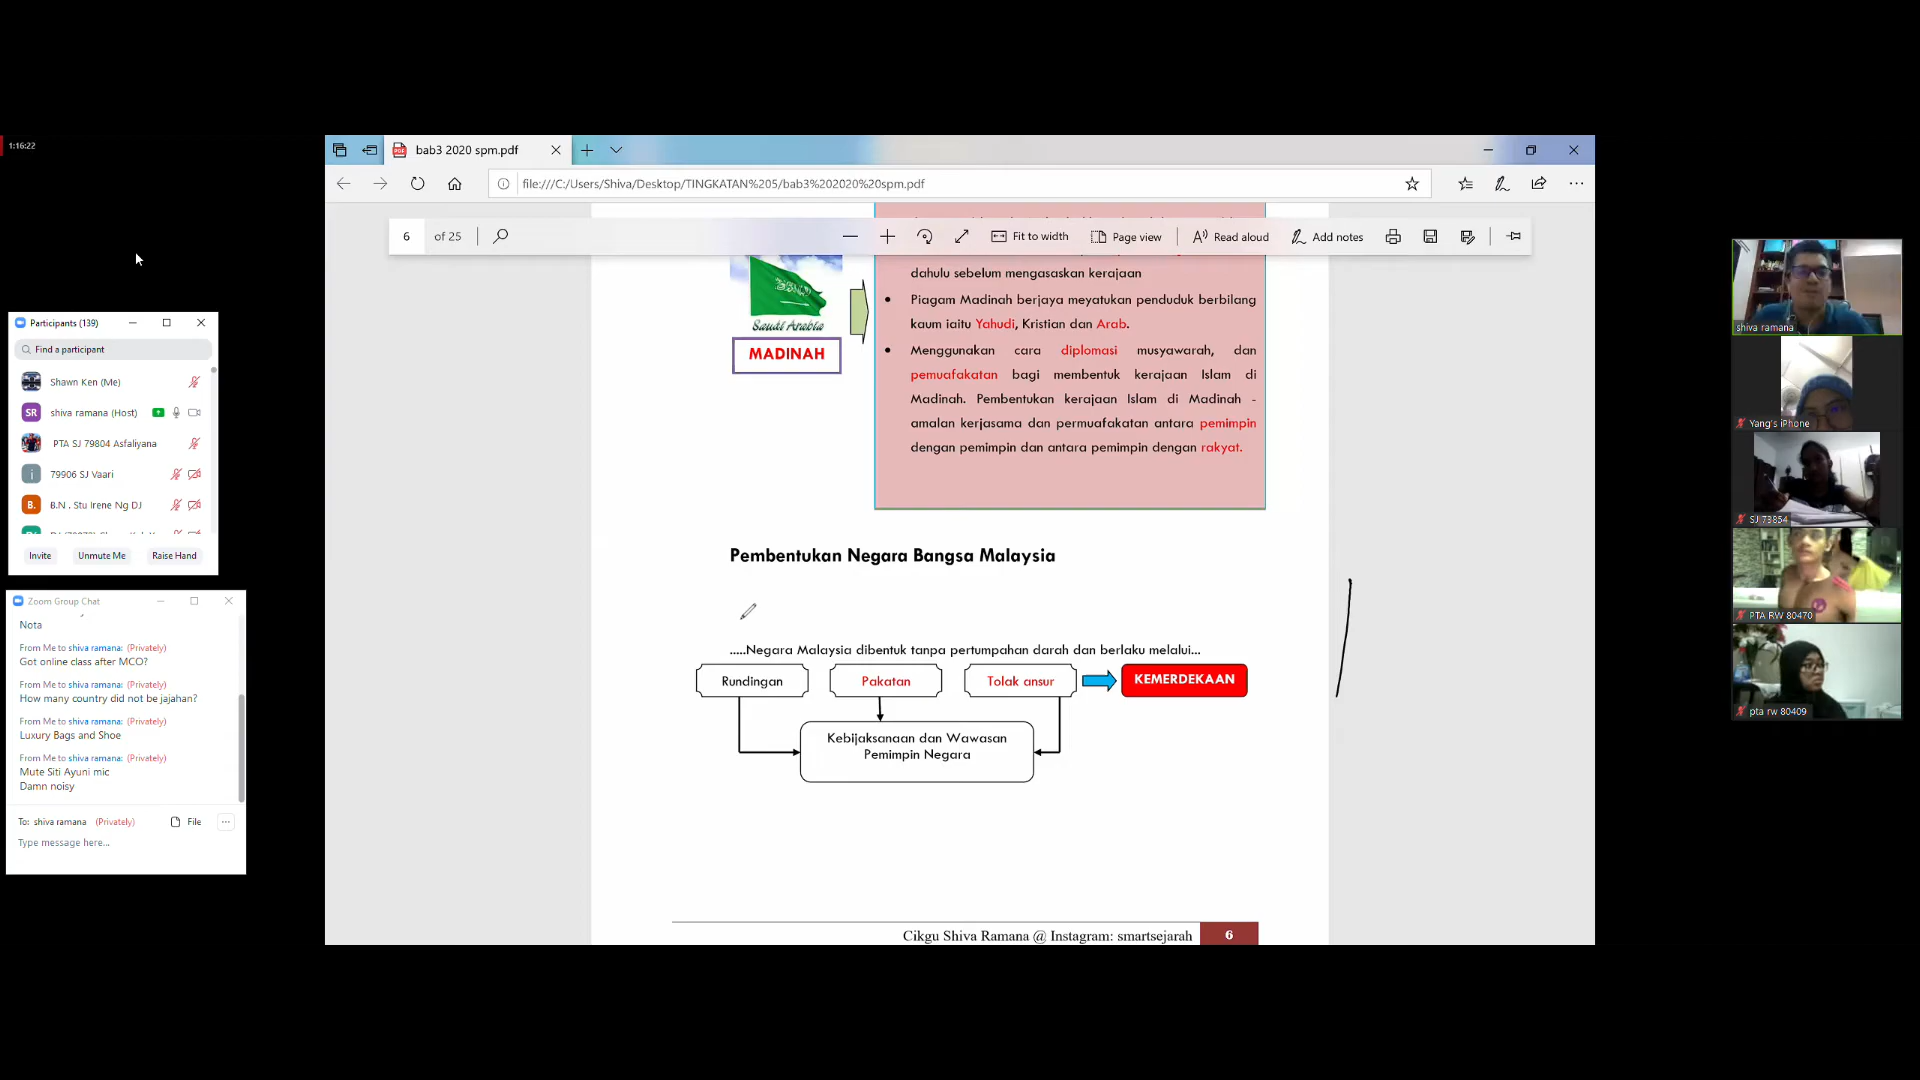 1:16:22
bab3 2020 spm.pdf
file:///C:/Users/Shiva/Desktop/TINGKATAN%205/bab3%202020%20spm.pdf
6 of 25
Fit to width
Page view
Read aloud
Add notes
dahulu sebelum mengasaskan kerajaan
Piagam Madinah berjaya meyatukan penduduk berbilang
kaum iaitu Yahudi, Kristian dan Arab.
Menggunakan cara diplomasi musyawarah, dan
pemuafakatan bagi membentuk kerajaan Islam di
Madinah. Pembentukan kerajaan Islam di Madinah -
amalan kerjasama dan permuafakatan antara pemimpin
dengan pemimpin dan antara pemimpin dengan rakyat.
Saudi Arabia
MADINAH
Pembentukan Negara Bangsa Malaysia
.....Negara Malaysia dibentuk tanpa pertumpahan darah dan berlaku melalui...
Rundingan
Pakatan
Tolak ansur
KEMERDEKAAN
Kebijaksanaan dan Wawasan
Pemimpin Negara
Cikgu Shiva Ramana @ Instagram: smartsejarah
6
Participants (139)
Find a participant
Shawn Ken (Me)
SR shiva ramana (Host)
PTA SJ 79804 Asfaliyana
i 79906 SJ Vaari
B. B.N . Stu Irene Ng DJ
Invite
Unmute Me
Raise Hand
Zoom Group Chat
Nota
From Me to shiva ramana: (Privately)
Got online class after MCO?
From Me to shiva ramana: (Privately)
How many country did not be jajahan?
From Me to shiva ramana: (Privately)
Luxury Bags and Shoe
From Me to shiva ramana: (Privately)
Mute Siti Ayuni mic
Damn noisy
To: shiva ramana (Privately)
File
Type message here...
shiva ramana
Yang's iPhone
SJ 73854
PTA RW 80470
pta rw 80409